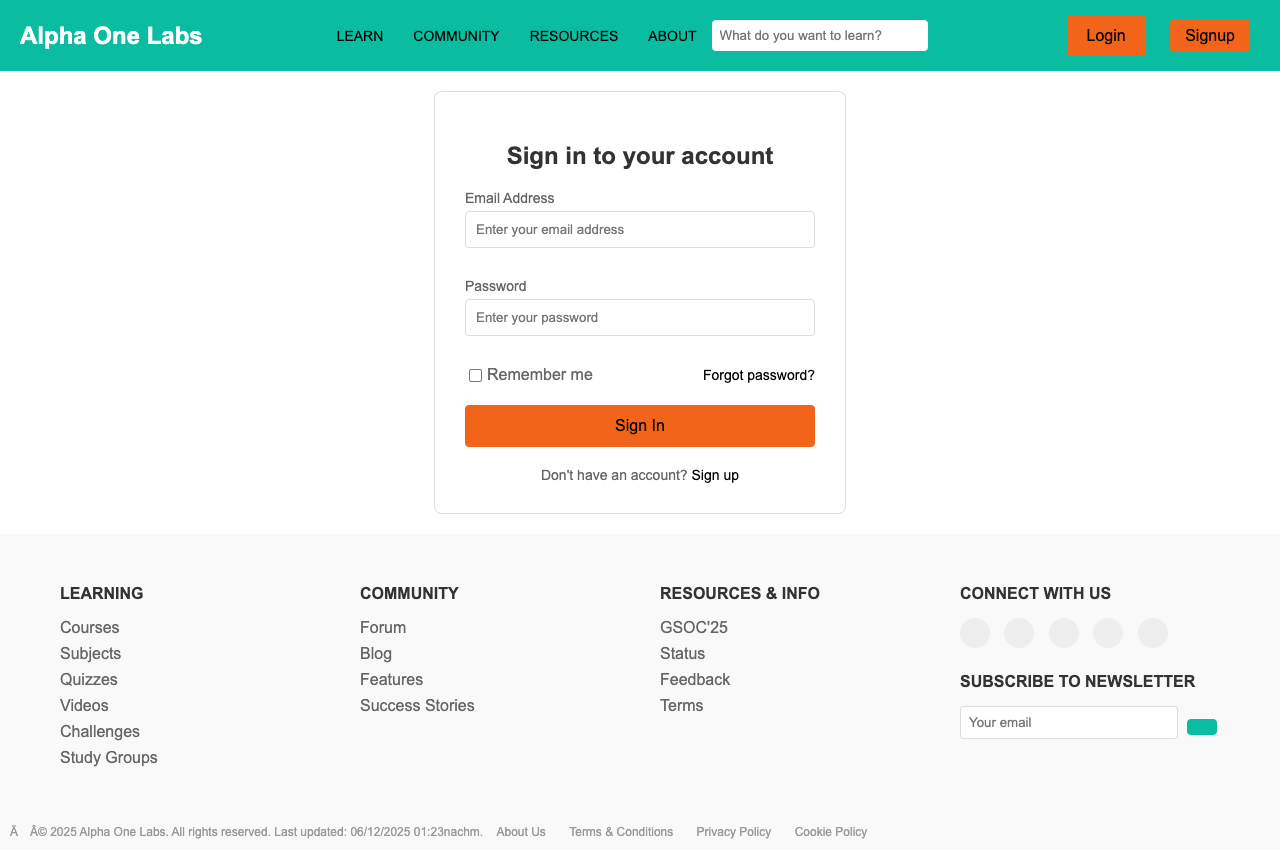 Alpha One Labs
LEARN COMMUNITY RESOURCES ABOUT What do you want to learn? Login Signup
Sign in to your account
Email Address
Enter your email address
Password
Enter your password
Remember me Forgot password?
Sign In
Don't have an account? Sign up
LEARNING
Courses
Subjects
Quizzes
Videos
Challenges
Study Groups
COMMUNITY
Forum
Blog
Features
Success Stories
RESOURCES & INFO
GSOC'25
Status
Feedback
Terms
CONNECT WITH US
SUBSCRIBE TO NEWSLETTER
Your email
Ã Â© 2025 Alpha One Labs. All rights reserved. Last updated: 06/12/2025 01:23nachm. About Us Terms & Conditions Privacy Policy Cookie Policy